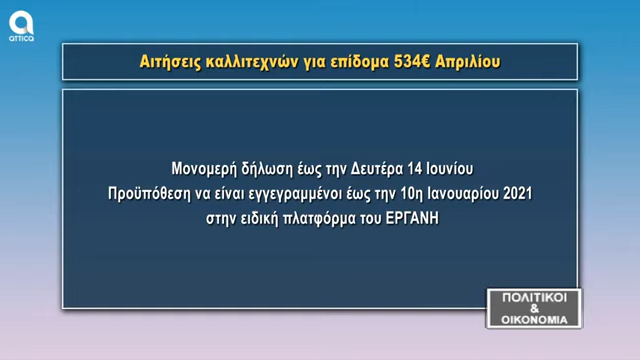 attica
Αιτήσεις καλλιτεχνών για επίδομα 534€ Απριλίου
Μονομερή δήλωση έως την Δευτέρα 14 Ιουνίου
Προϋπόθεση να είναι εγγεγραμμένοι έως την 10η Ιανουαρίου 2021
στην ειδική πλατφόρμα του ΕΡΓΑΝΗ
ΠΟΛΙΤΙΚΟΙ
&
ΟΙΚΟΝΟΜΙΑ